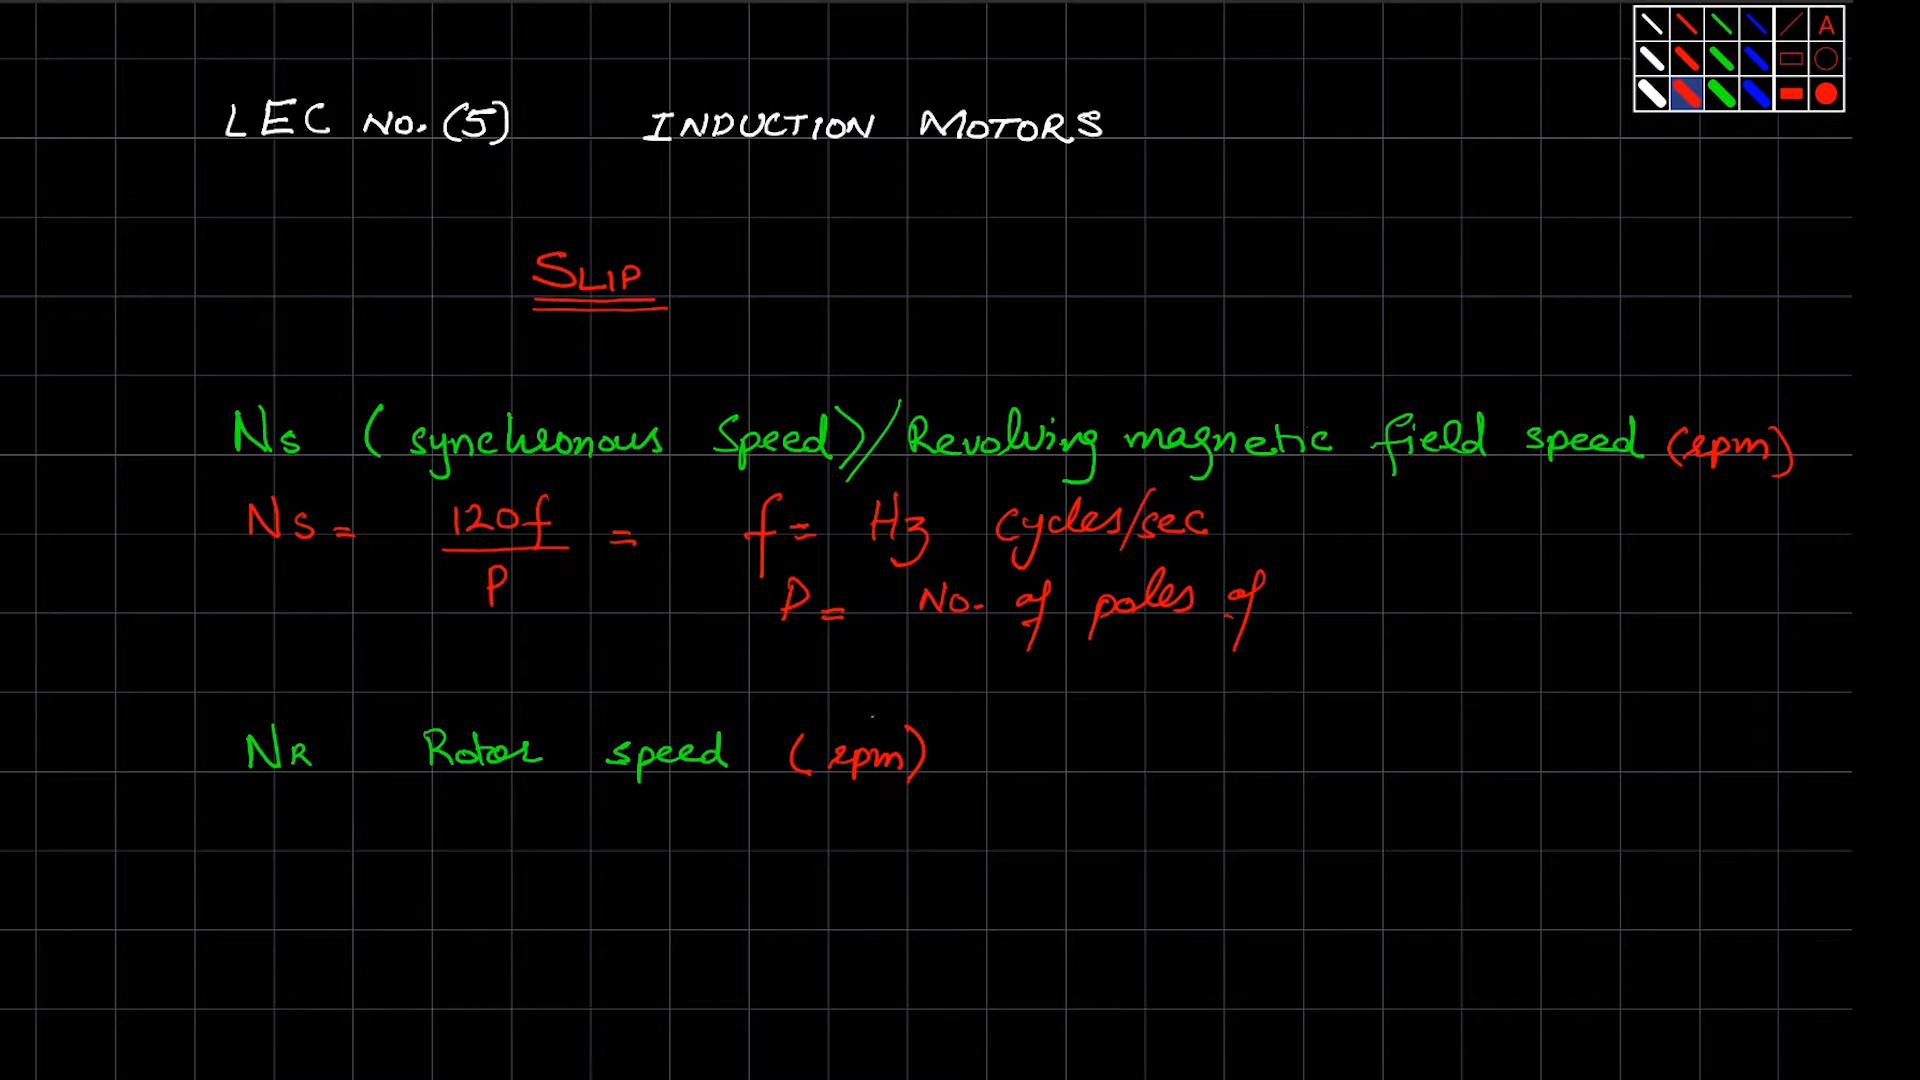 LEC No. (5) INDUCTION MOTORS
SLIP
Ns (synchronous Speed)/Revolving magnetic field speed (rpm)
Ns = 120f / P = f = Hz cycles/sec
P = No. of poles of
NR Rotor speed (rpm)
A